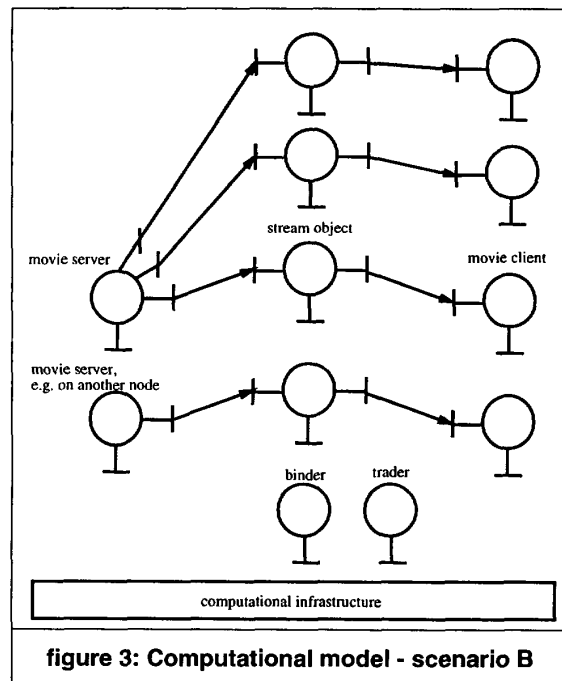 stream object
movie server
movie client
movie server,
e.g. on another node
binder
trader
computational infrastructure
figure 3: Computational model - scenario B